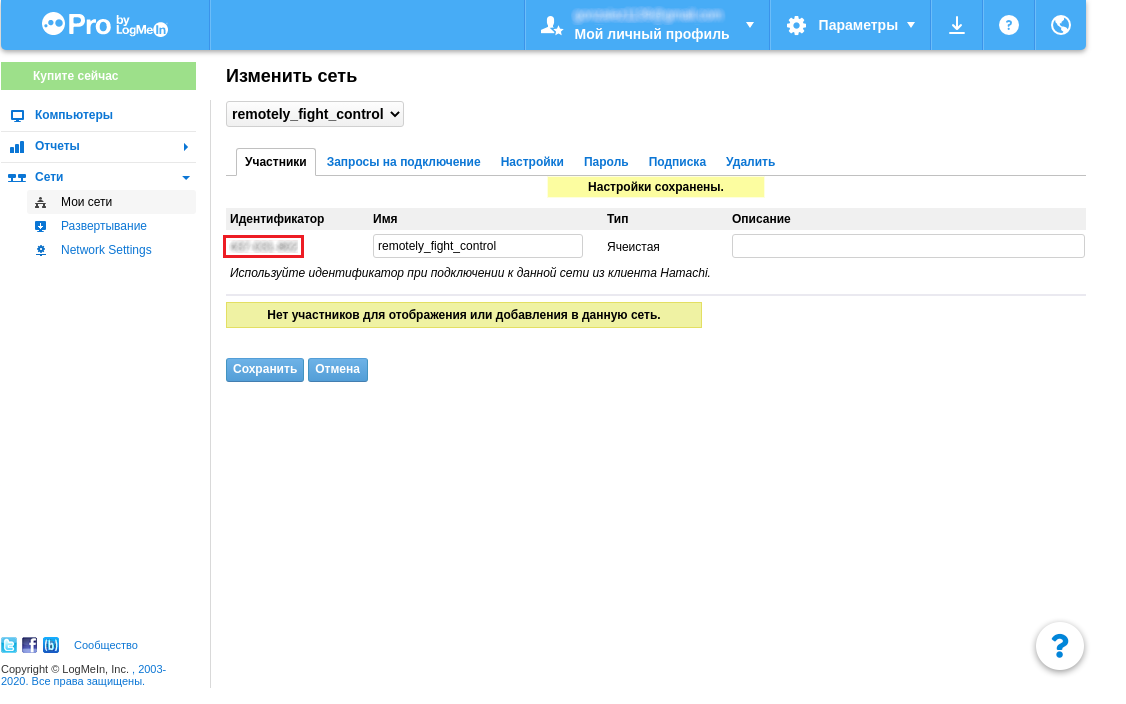 Pro by LogMeIn
Мой личный профиль
Параметры
Купите сейчас
Компьютеры
Отчеты
Сети
Мои сети
Развертывание
Network Settings
Изменить сеть
remotely_fight_control
Участники Запросы на подключение Настройки Пароль Подписка Удалить
Настройки сохранены.
Идентификатор Имя Тип Описание
remotely_fight_control Ячеистая
Используйте идентификатор при подключении к данной сети из клиента Hamachi.
Нет участников для отображения или добавления в данную сеть.
Сохранить Отмена
Сообщество
Copyright © LogMeIn, Inc. , 2003-
2020. Все права защищены.